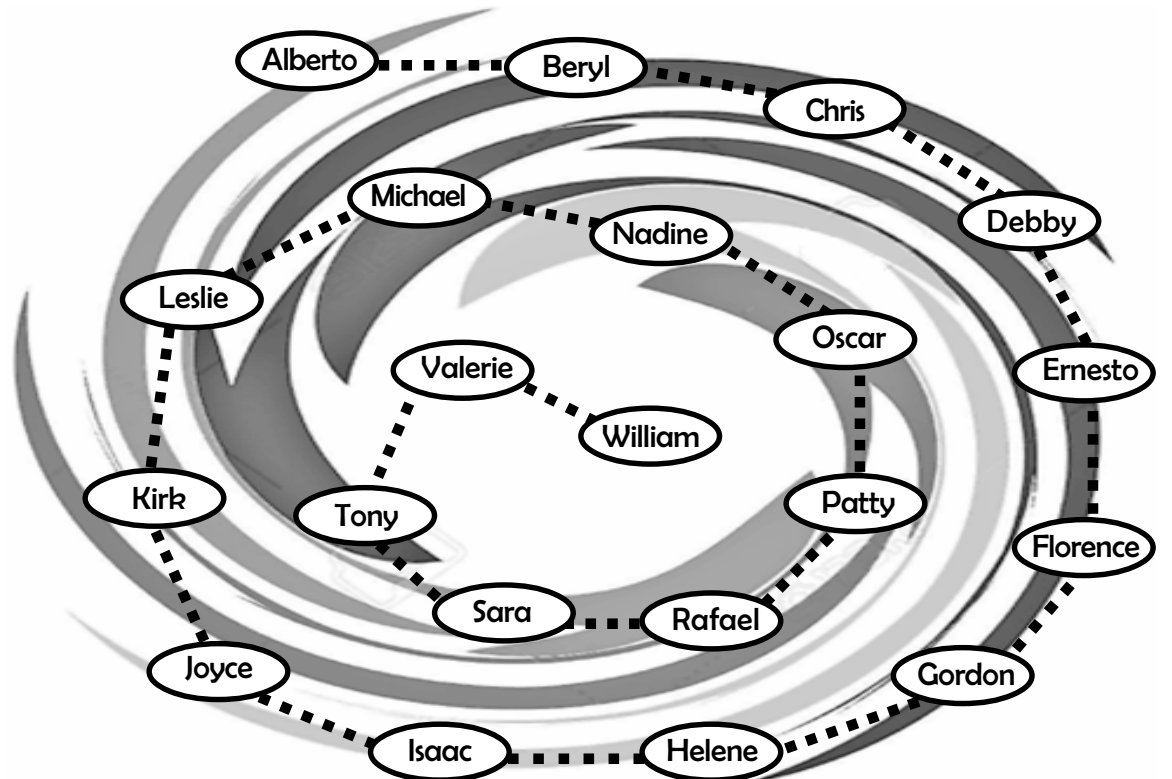 Alberto
Beryl
Chris
Debby
Ernesto
Florence
Gordon
Helene
Isaac
Joyce
Kirk
Leslie
Michael
Nadine
Oscar
Patty
Rafael
Sara
Tony
Valerie
William